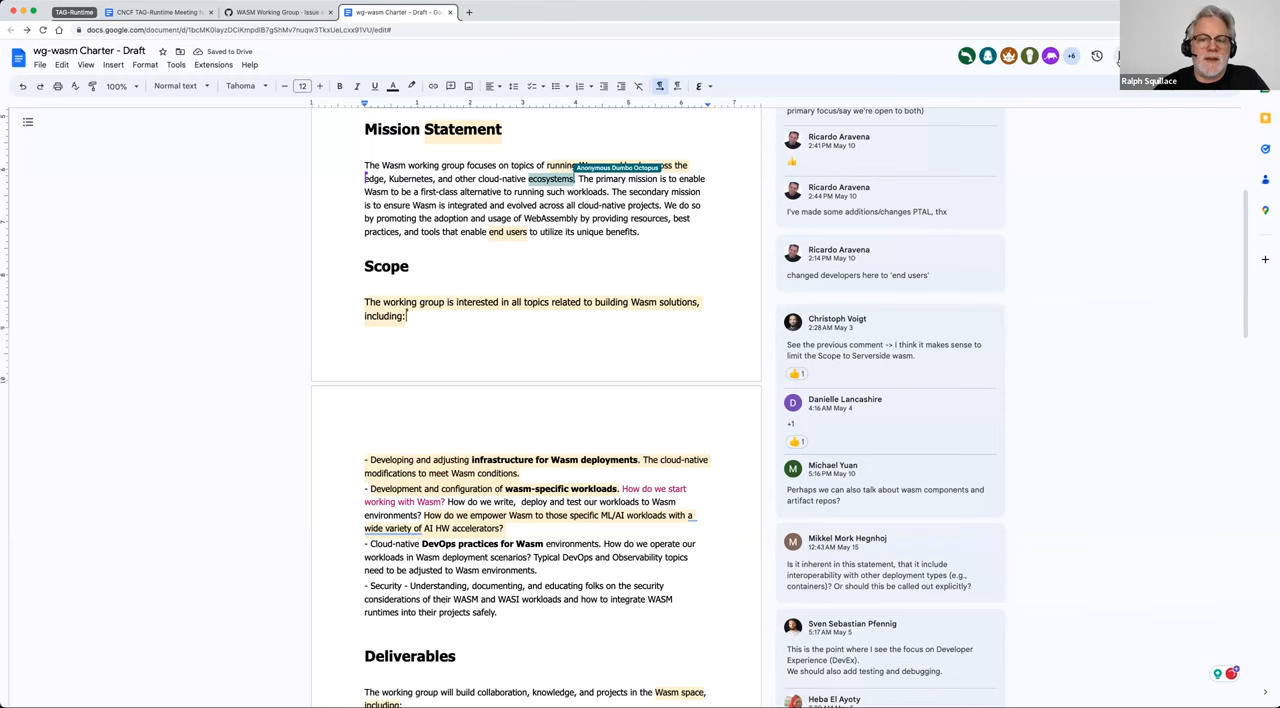 TAG-Runtime
CNCF TAG-Runtime Meeting N
WASM Working Group - Issue
wg-wasm Charter - Draft - Go
docs.google.com/document/d/1bcMK0layzDCiKmpdIB7gShMv7nuqw3TkxUeLcxx91VU/edit#
wg-wasm Charter - Draft
Saved to Drive
File Edit View Insert Format Tools Extensions Help
+6
100%
Normal text
Tahoma
12
Ralph Squillace
1 1 2 3 4 5 6 7
Mission Statement
The Wasm working group focuses on topics of running
the
Anonymous Dumbo Octopus
edge, Kubernetes, and other cloud-native ecosystems. The primary mission is to enable
Wasm to be a first-class alternative to running such workloads. The secondary mission
is to ensure Wasm is integrated and evolved across all cloud-native projects. We do so
by promoting the adoption and usage of WebAssembly by providing resources, best
practices, and tools that enable end users to utilize its unique benefits.
Scope
The working group is interested in all topics related to building Wasm solutions,
including:
- Developing and adjusting infrastructure for Wasm deployments. The cloud-native
modifications to meet Wasm conditions.
- Development and configuration of wasm-specific workloads. How do we start
working with Wasm? How do we write, deploy and test our workloads to Wasm
environments? How do we empower Wasm to those specific ML/AI workloads with a
wide variety of AI HW accelerators?
- Cloud-native DevOps practices for Wasm environments. How do we operate our
workloads in Wasm deployment scenarios? Typical DevOps and Observability topics
need to be adjusted to Wasm environments.
- Security - Understanding, documenting, and educating folks on the security
considerations of their WASM and WASI workloads and how to integrate WASM
runtimes into their projects safely.
Deliverables
The working group will build collaboration, knowledge, and projects in the Wasm space,
including:
primary focus/say we're open to both)
Ricardo Aravena
2:41 PM May 10
👍
Ricardo Aravena
2:44 PM May 10
I've made some additions/changes PTAL, thx
Ricardo Aravena
2:14 PM May 10
changed developers here to 'end users'
Christoph Voigt
2:28 AM May 3
See the previous comment -> I think it makes sense to
limit the Scope to Serverside wasm.
👍 1
D
Danielle Lancashire
4:16 AM May 4
+1
👍 1
M
Michael Yuan
5:16 PM May 10
Perhaps we can also talk about wasm components and
artifact repos?
M
Mikkel Mork Hegnhoj
12:43 AM May 15
Is it inherent in this statement, that it include
interoperability with other deployment types (e.g.,
containers)? Or should this be called out explicitly?
Sven Sebastian Pfennig
5:17 AM May 5
This is the point where I see the focus on Developer
Experience (DevEx).
We should also add testing and debugging.
Heba El Ayoty